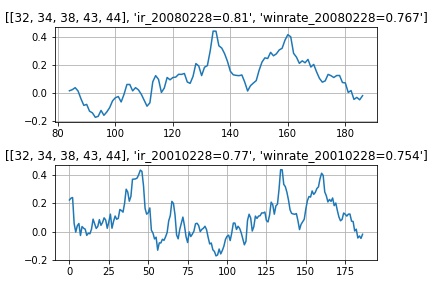 [[32, 34, 38, 43, 44], 'ir_20080228=0.81', 'winrate_20080228=0.767']
0.4
0.2
0.0
−0.2
80 100 120 140 160 180
[[32, 34, 38, 43, 44], 'ir_20010228=0.77', 'winrate_20010228=0.754']
0.4
0.2
0.0
−0.2
0 25 50 75 100 125 150 175